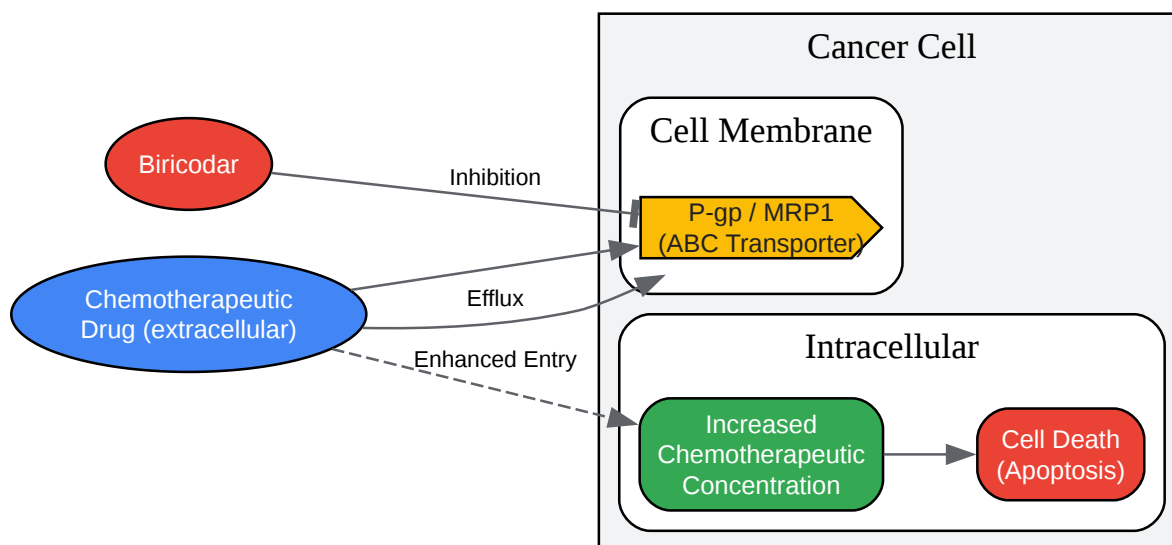 Cancer Cell
Cell Membrane
Biricodar
Inhibition
P-gp / MRP1
(ABC Transporter)
Chemotherapeutic
Drug (extracellular)
Efflux
Enhanced Entry
Intracellular
Increased
Chemotherapeutic
Concentration
Cell Death
(Apoptosis)